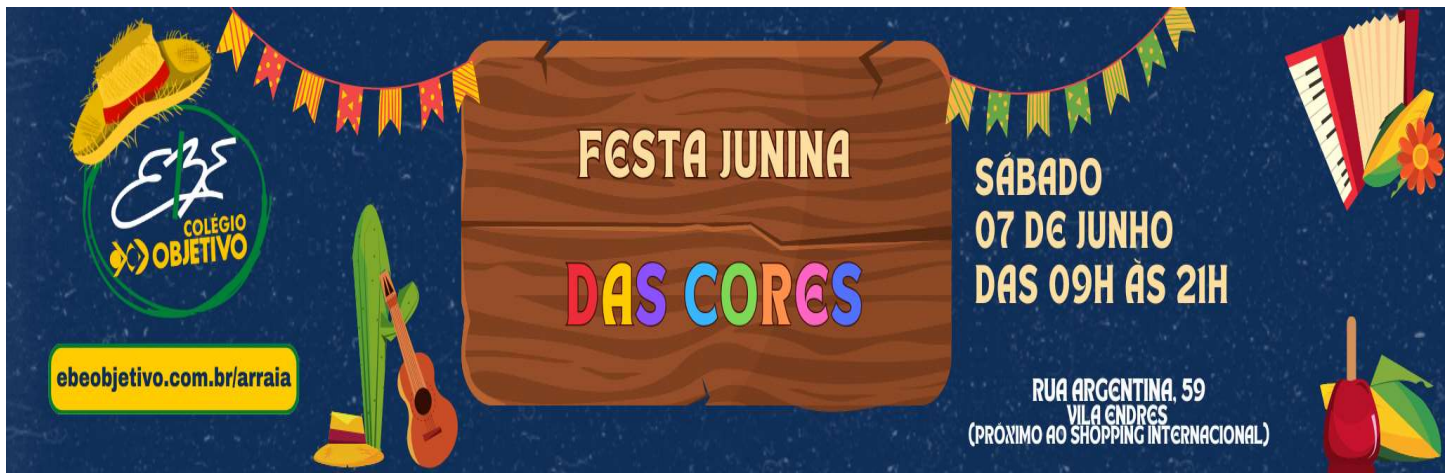 EBE
COLÉGIO
OBJETIVO
ebeobjetivo.com.br/arraia
FESTA JUNINA
DAS CORES
SÁBADO
07 DE JUNHO
DAS 09H ÀS 21H
RUA ARGENTINA, 59
VILA ENDRES
(PRÓXIMO AO SHOPPING INTERNACIONAL)